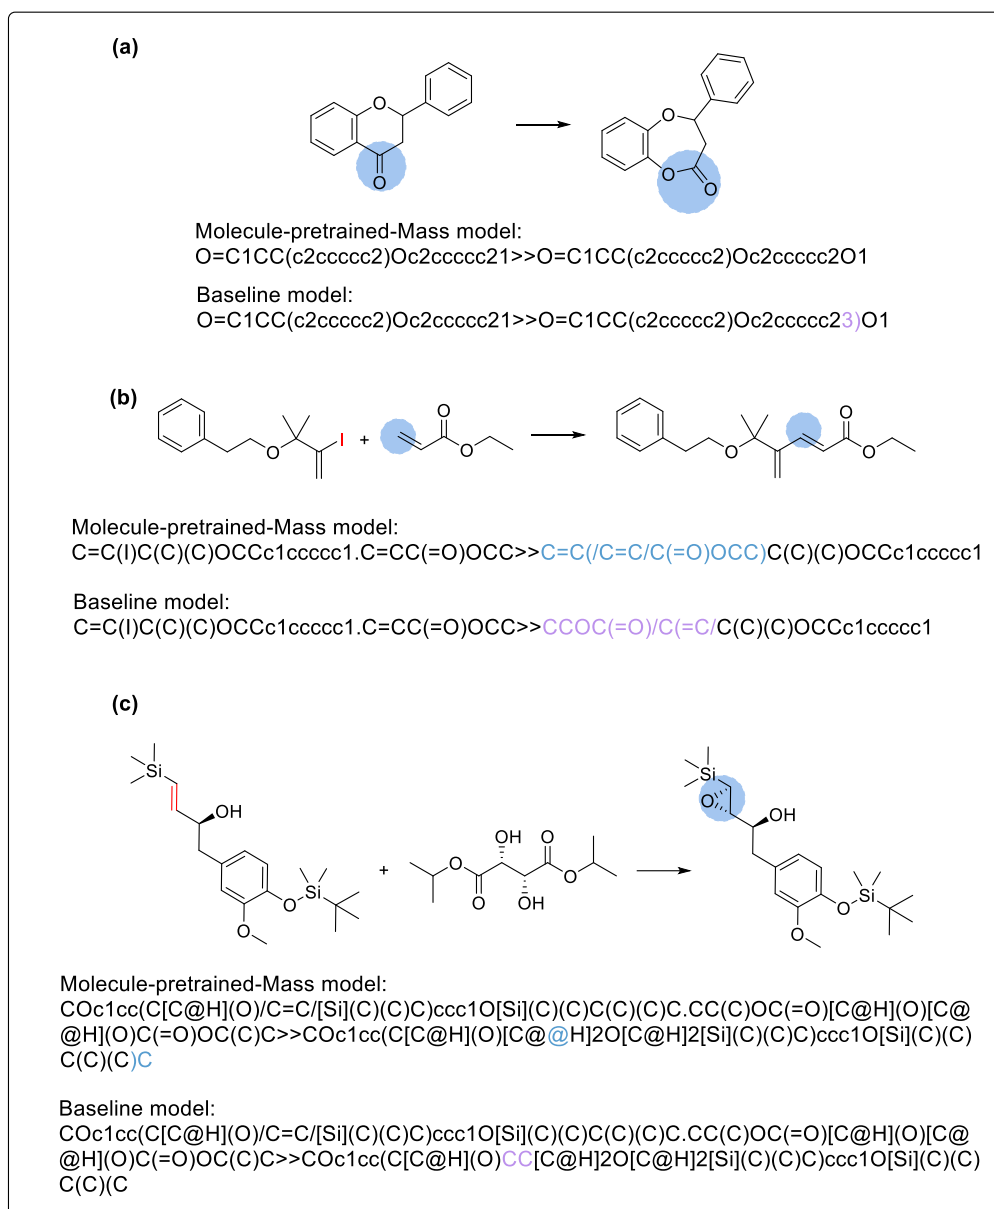 (a)
O
O
O
O
O
Molecule-pretrained-Mass model:
O=C1CC(c2ccccc2)Oc2ccccc21>>O=C1CC(c2ccccc2)Oc2ccccc2O1
Baseline model:
O=C1CC(c2ccccc2)Oc2ccccc21>>O=C1CC(c2ccccc2)Oc2ccccc23)O1
(b)
O
I
+
O
O
O
O
O
Molecule-pretrained-Mass model:
C=C(I)C(C)(C)OCCc1ccccc1.C=CC(=O)OCC>>C=C(/C=C/C(=O)OCC)C(C)(C)OCCc1ccccc1
Baseline model:
C=C(I)C(C)(C)OCCc1ccccc1.C=CC(=O)OCC>>CCOC(=O)/C(=C/C(C)(C)OCCc1ccccc1
(c)
Si
OH
O
Si
O
+
O
O
OH
OH
O
O
Si
O
OH
O
Si
O
Molecule-pretrained-Mass model:
COc1cc(C[C@H](O)/C=C/[Si](C)(C)C)ccc1O[Si](C)(C)C(C)(C)C.CC(C)OC(=O)[C@H](O)[C@
@H](O)C(=O)OC(C)C>>COc1cc(C[C@H](O)[C@@H]2O[C@H]2[Si](C)(C)C)ccc1O[Si](C)(C)
C(C)(C)C
Baseline model:
COc1cc(C[C@H](O)/C=C/[Si](C)(C)C)ccc1O[Si](C)(C)C(C)(C)C.CC(C)OC(=O)[C@H](O)[C@
@H](O)C(=O)OC(C)C>>COc1cc(C[C@H](O)CC[C@H]2O[C@H]2[Si](C)(C)C)ccc1O[Si](C)(C)
C(C)(C